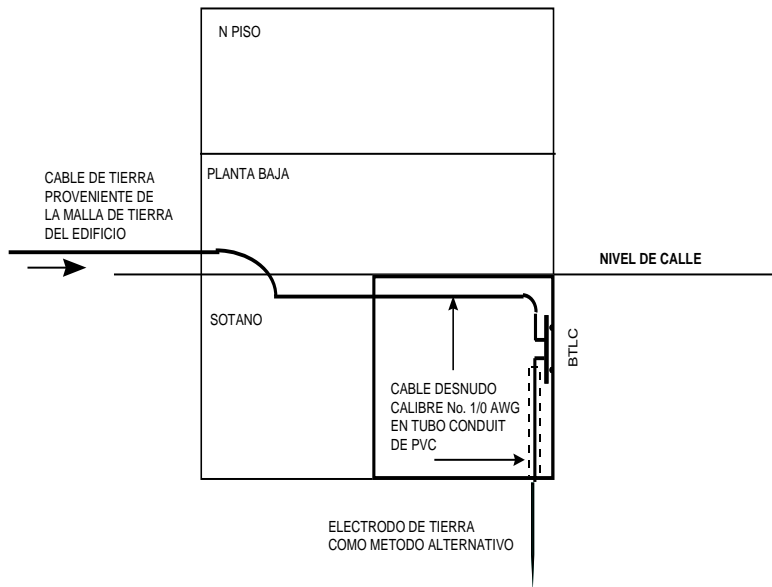 N PISO
CABLE DE TIERRA
PROVENIENTE DE
LA MALLA DE TIERRA
DEL EDIFICIO
PLANTA BAJA
NIVEL DE CALLE
SOTANO
BTLC
CABLE DESNUDO
CALIBRE No. 1/0 AWG
EN TUBO CONDUIT
DE PVC
ELECTRODO DE TIERRA
COMO METODO ALTERNATIVO